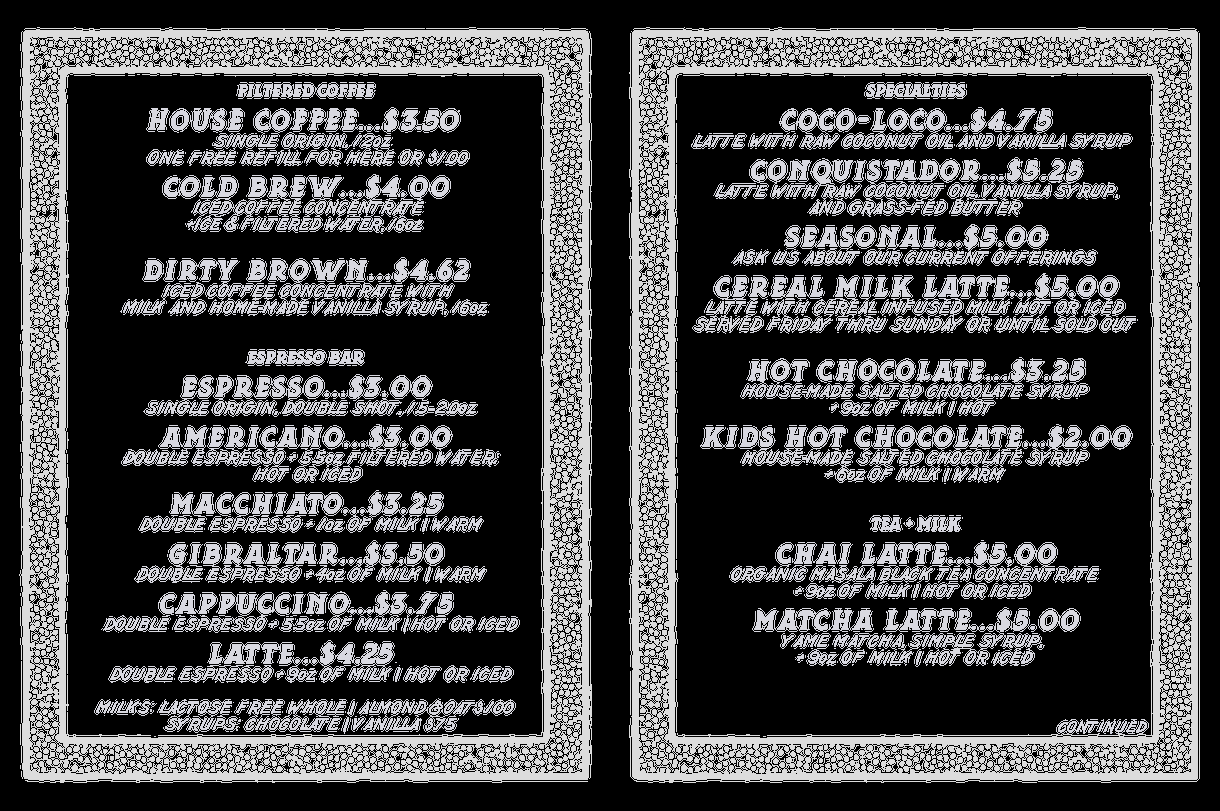 FILTERED COFFEE
HOUSE COFFEE...$3.50
SINGLE ORIGIN, 12oz
ONE FREE REFILL FOR HERE OR $1.00
COLD BREW...$4.00
ICED COFFEE CONCENTRATE
+ICE & FILTERED WATER, 16oz
DIRTY BROWN...$4.62
ICED COFFEE CONCENTRATE WITH
MILK AND HOME-MADE VANILLA SYRUP, 16oz
ESPRESSO BAR
ESPRESSO...$3.00
SINGLE ORIGIN, DOUBLE SHOT, 1.5-2.0oz
AMERICANO...$3.00
DOUBLE ESPRESSO + 5.5oz FILTERED WATER:
HOT OR ICED
MACCHIATO...$3.25
DOUBLE ESPRESSO + 1oz OF MILK | WARM
GIBRALTAR...$3.50
DOUBLE ESPRESSO + 4oz OF MILK | WARM
CAPPUCCINO...$3.75
DOUBLE ESPRESSO + 5.5oz OF MILK | HOT OR ICED
LATTE...$4.25
DOUBLE ESPRESSO + 9oz OF MILK | HOT OR ICED
MILKS: LACTOSE FREE WHOLE | ALMOND & OAT $1.00
SYRUPS: CHOCOLATE | VANILLA $.75
SPECIALTIES
COCO-LOCO...$4.75
LATTE WITH RAW COCONUT OIL AND VANILLA SYRUP
CONQUISTADOR...$5.25
LATTE WITH RAW COCONUT OIL, VANILLA SYRUP,
AND GRASS-FED BUTTER
SEASONAL...$5.00
ASK US ABOUT OUR CURRENT OFFERINGS
CEREAL MILK LATTE...$5.00
LATTE WITH CEREAL INFUSED MILK HOT OR ICED
SERVED FRIDAY THRU SUNDAY OR UNTIL SOLD OUT
HOT CHOCOLATE...$3.25
HOUSE-MADE SALTED CHOCOLATE SYRUP
+ 9oz OF MILK | HOT
KIDS HOT CHOCOLATE...$2.00
HOUSE-MADE SALTED CHOCOLATE SYRUP
+ 6oz OF MILK | WARM
TEA + MILK
CHAI LATTE...$5.00
ORGANIC MASALA BLACK TEA CONCENTRATE
+ 9oz OF MILK | HOT OR ICED
MATCHA LATTE...$5.00
YAME MATCHA, SIMPLE SYRUP,
+ 9oz OF MILK | HOT OR ICED
CONTINUED